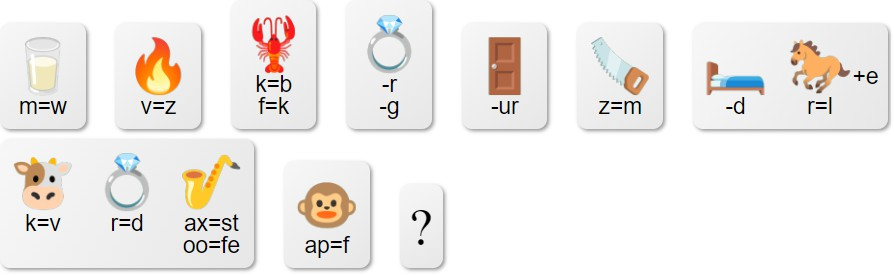 m=w
v=z
k=b
f=k
-r
-g
-ur
z=m
-d
r=l
+e
k=v
r=d
ax=st
oo=fe
ap=f
?